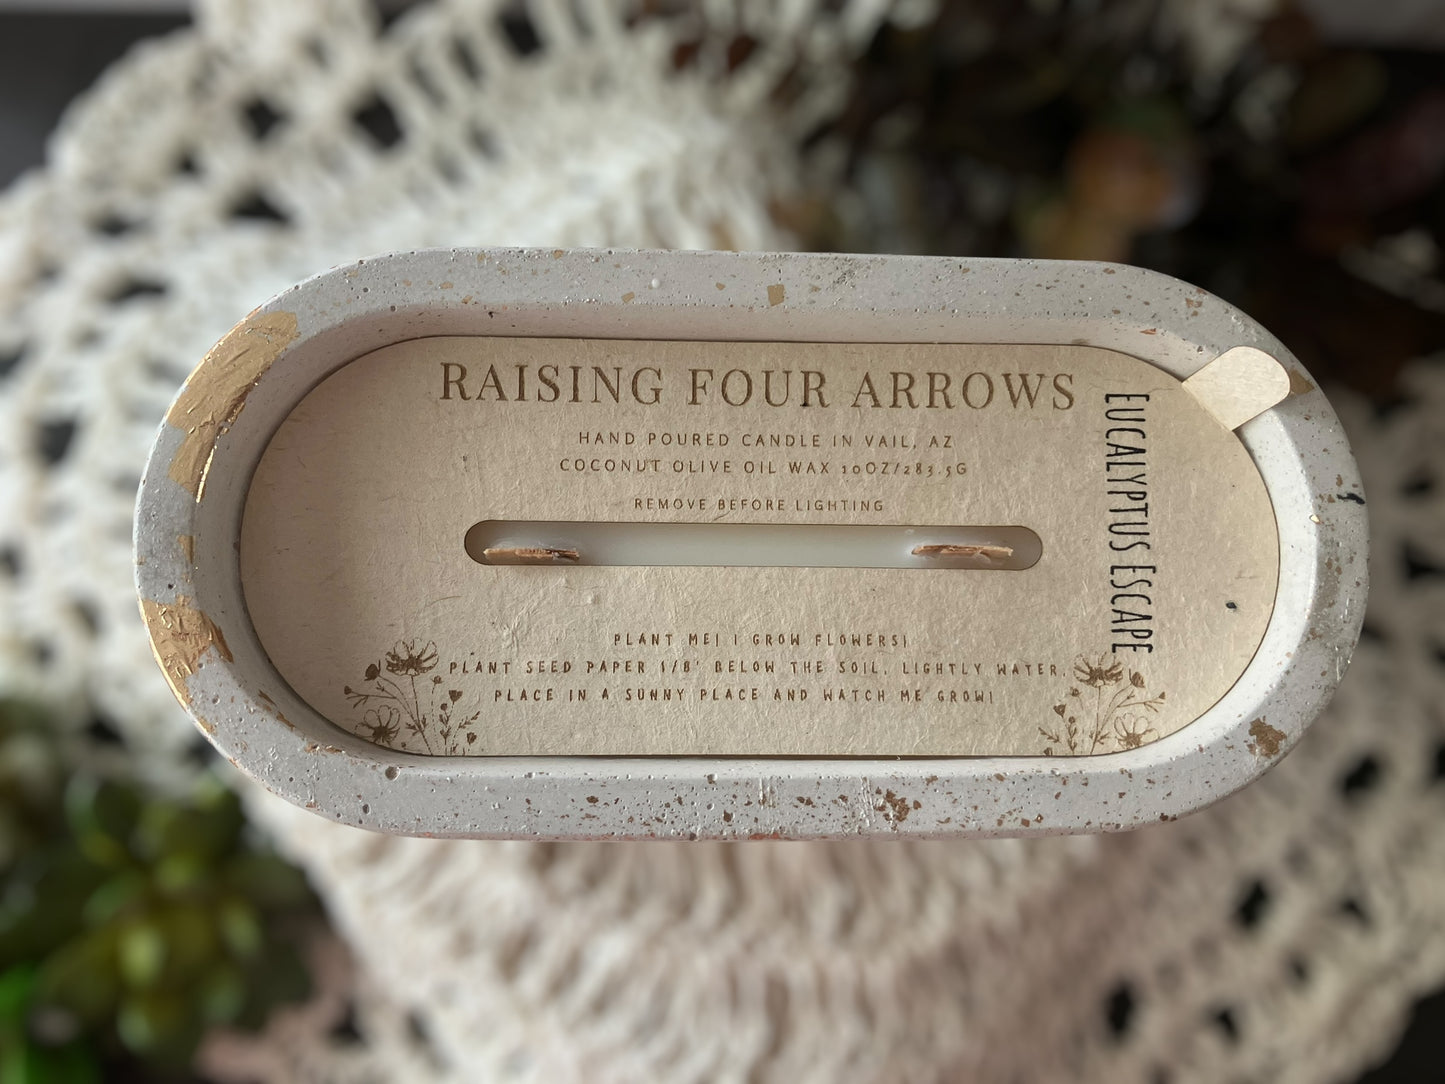 RAISING FOUR ARROWS
HAND POURED CANDLE IN VAIL, AZ
COCONUT OLIVE OIL WAX 10OZ/283.5G
REMOVE BEFORE LIGHTING
EUCALYPTUS ESCAPE
PLANT ME! I GROW FLOWERS!
PLANT SEED PAPER 1/8" BELOW THE SOIL, LIGHTLY WATER,
PLACE IN A SUNNY PLACE AND WATCH ME GROW!